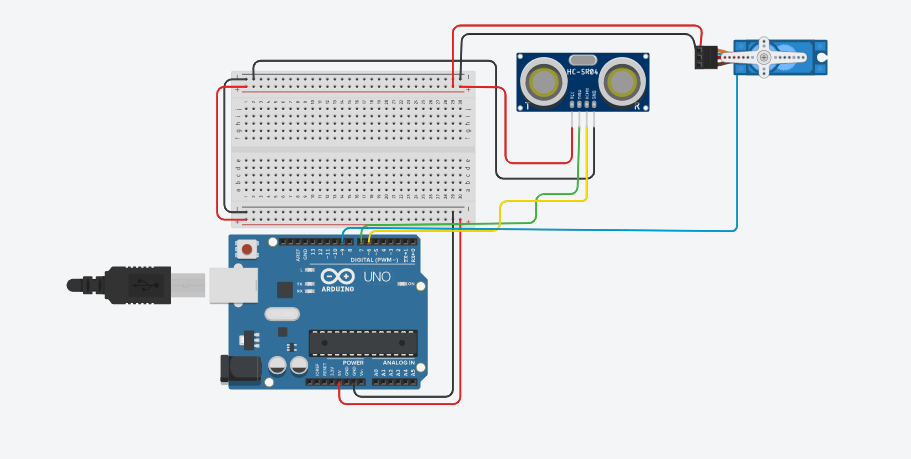 HC-SR04
VCC
TRIG
ECHO
GND
T
R
a b c d e
f g h i j
AREF
GND
13
12
~11
~10
~9
8
7
~6
~5
4
~3
2
TX→1
RX←0
DIGITAL (PWM~)
L
TX
RX
UNO
ARDUINO
ON
POWER
ANALOG IN
IOREF
RESET
3.3V
5V
GND
GND
Vin
A0
A1
A2
A3
A4
A5